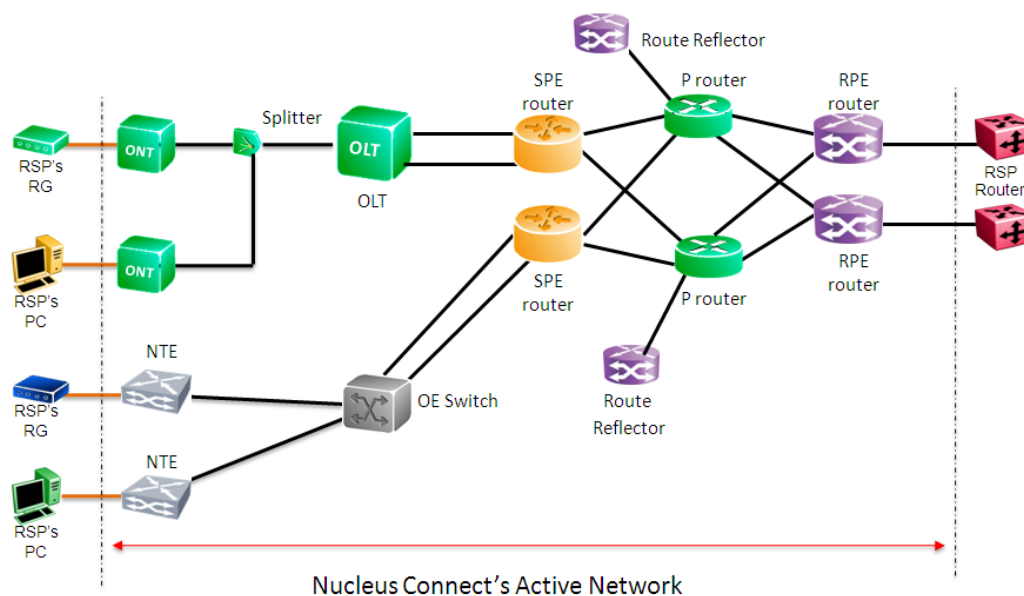 Route Reflector
SPE
router
P router
RPE
router
Splitter
ONT
OLT
RSP's
RG
OLT
RSP
Router
ONT
SPE
router
RPE
router
P router
RSP's
PC
NTE
OE Switch
Route
Reflector
RSP's
RG
NTE
RSP's
PC
Nucleus Connect's Active Network